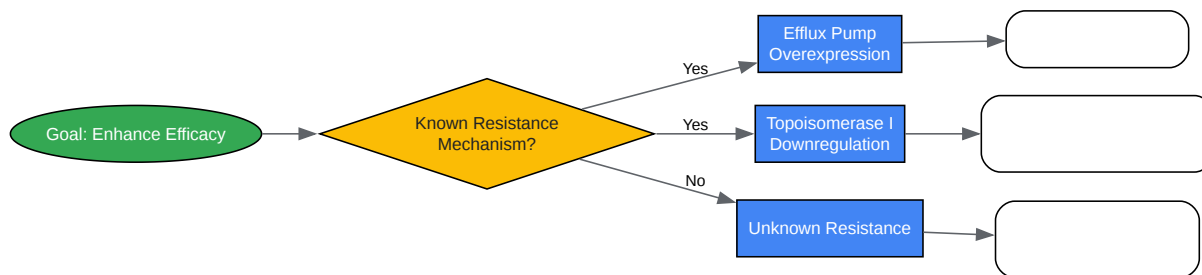 Goal: Enhance Efficacy
Known Resistance
Mechanism?
Yes
Yes
No
Efflux Pump
Overexpression
Topoisomerase I
Downregulation
Unknown Resistance